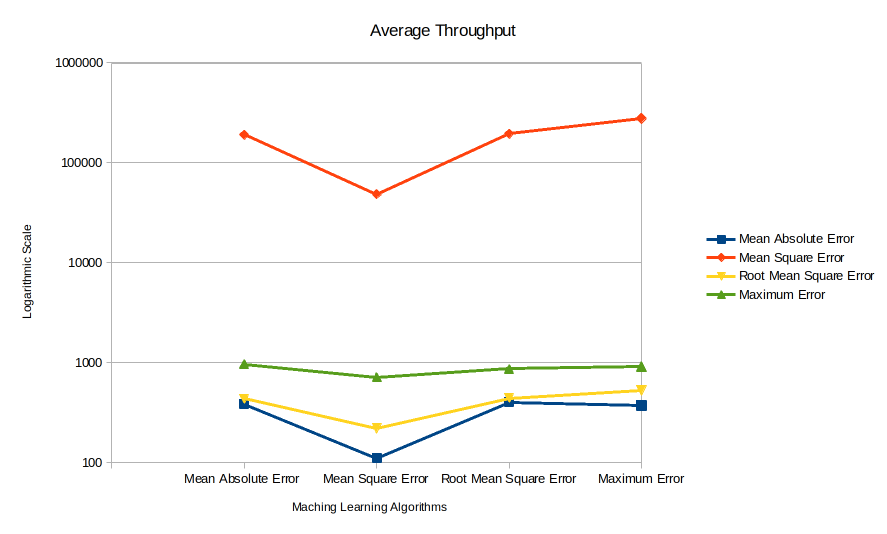 Average Throughput
1000000
100000
10000
1000
100
Logarithmic Scale
Mean Absolute Error
Mean Square Error
Root Mean Square Error
Maximum Error
Maching Learning Algorithms
Mean Absolute Error
Mean Square Error
Root Mean Square Error
Maximum Error